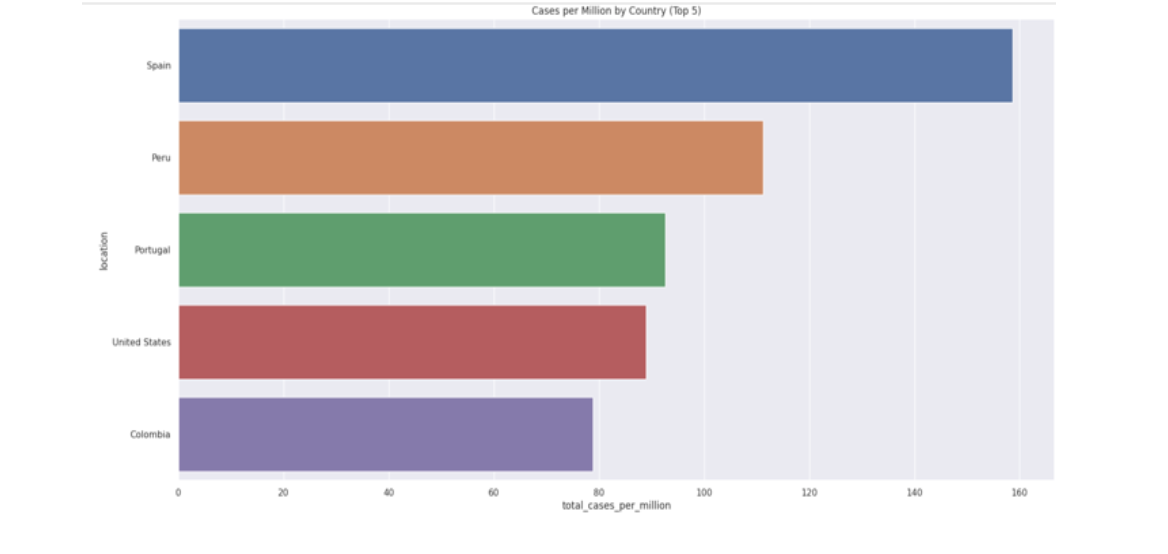 Cases per Million by Country (Top 5)
Spain
Peru
Portugal
United States
Colombia
location
0 20 40 60 80 100 120 140 160
total_cases_per_million